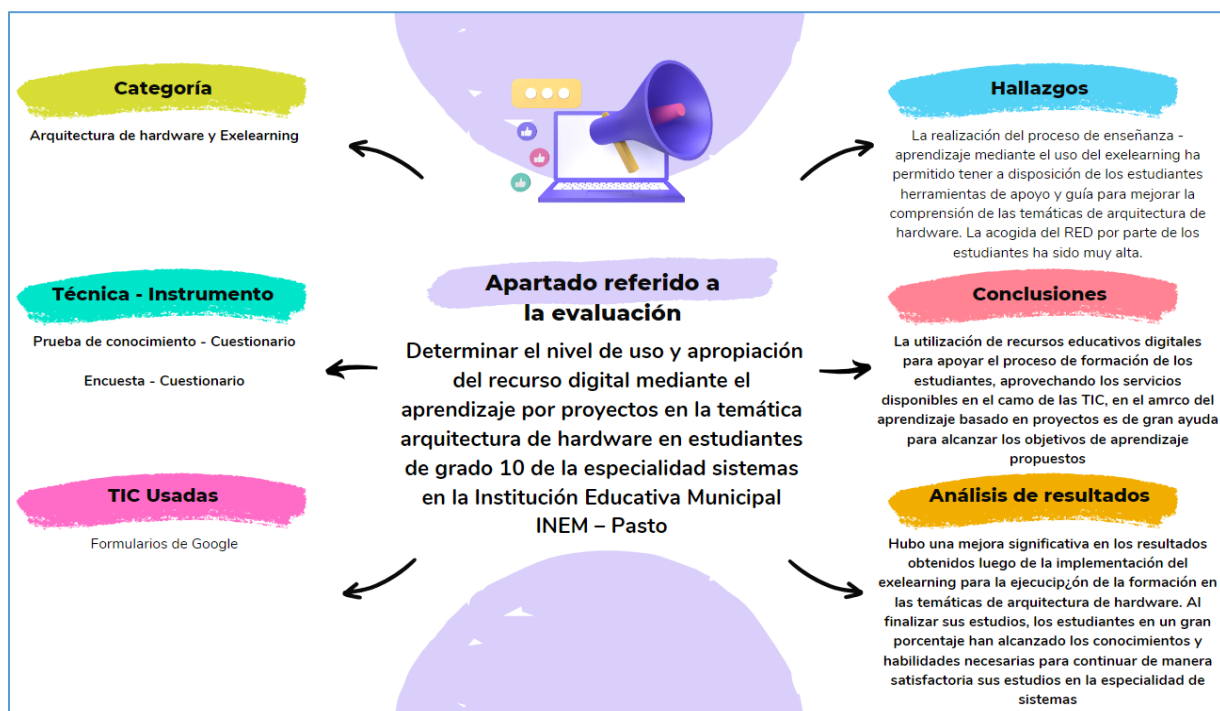 Categoría
Arquitectura de hardware y Exelearning
Técnica - Instrumento
Prueba de conocimiento - Cuestionario
Encuesta - Cuestionario
TIC Usadas
Formularios de Google
Apartado referido a
la evaluación
Determinar el nivel de uso y apropiación
del recurso digital mediante el
aprendizaje por proyectos en la temática
arquitectura de hardware en estudiantes
de grado 10 de la especialidad sistemas
en la Institución Educativa Municipal
INEM – Pasto
Hallazgos
La realización del proceso de enseñanza -
aprendizaje mediante el uso del exelearning ha
permitido tener a disposición de los estudiantes
herramientas de apoyo y guía para mejorar la
comprensión de las temáticas de arquitectura de
hardware. La acogida del RED por parte de los
estudiantes ha sido muy alta.
Conclusiones
La utilización de recursos educativos digitales
para apoyar el proceso de formación de los
estudiantes, aprovechando los servicios
disponibles en el camo de las TIC, en el amrco del
aprendizaje basado en proyectos es de gran ayuda
para alcanzar los objetivos de aprendizaje
propuestos
Análisis de resultados
Hubo una mejora significativa en los resultados
obtenidos luego de la implementación del
exelearning para la ejecucip¿ón de la formación en
las temáticas de arquitectura de hardware. Al
finalizar sus estudios, los estudiantes en un gran
porcentaje han alcanzado los conocimientos y
habilidades necesarias para continuar de manera
satisfactoria sus estudios en la especialidad de
sistemas